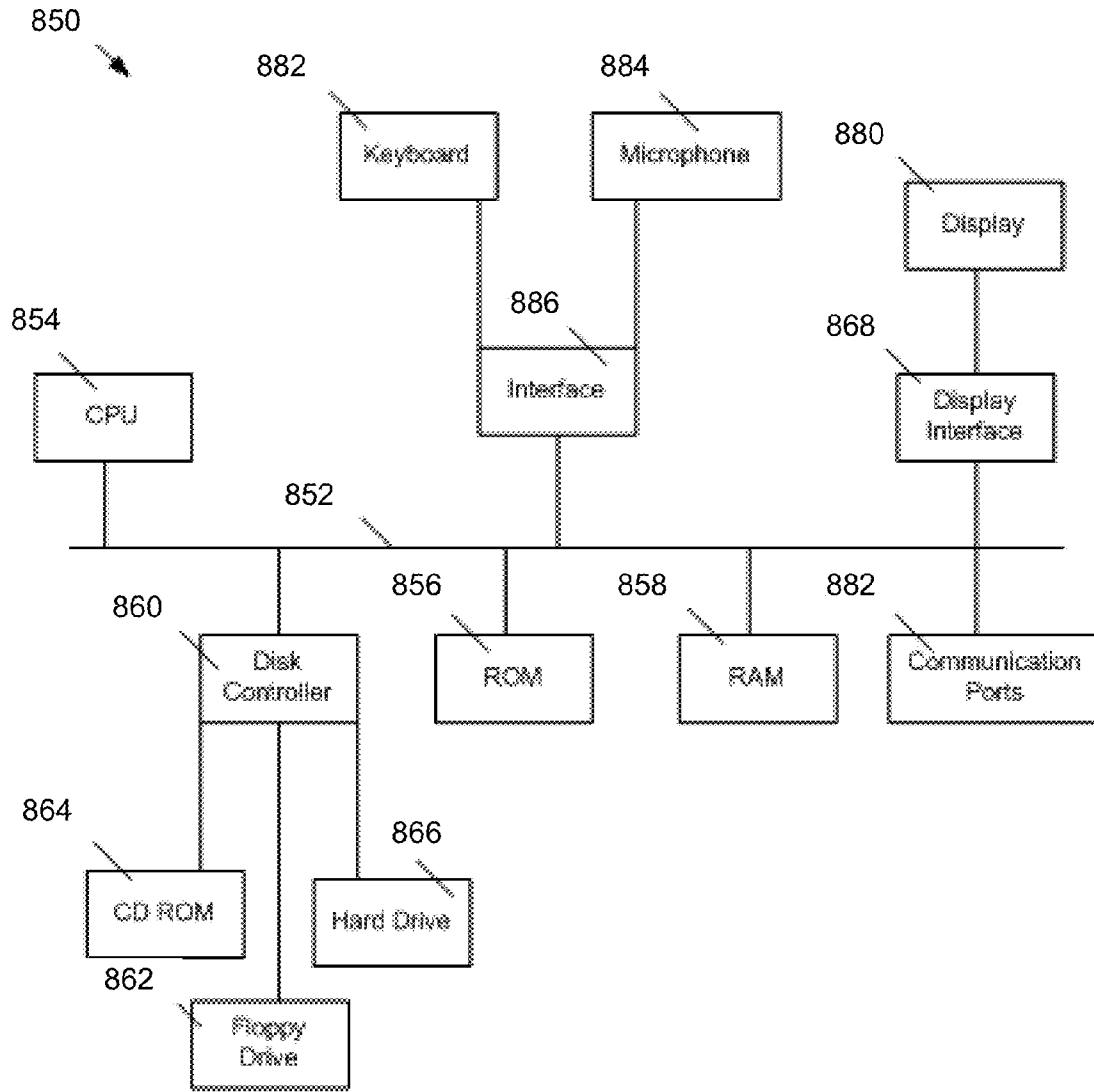 850
882
884
Keyboard
Microphone
880
Display
886
854
868
CPU
Interface
Display
Interface
852
860
856
858
882
Disk
Controller
ROM
RAM
Communication
Ports
864
866
CD ROM
Hard Drive
862
Floppy
Drive